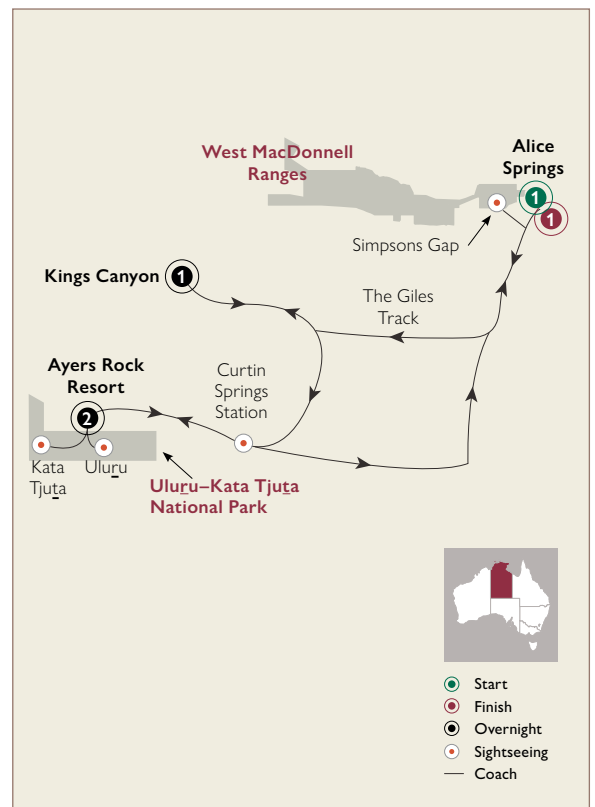 West MacDonnell
Ranges
Alice
Springs
1
1
Simpsons Gap
Kings Canyon
1
The Giles
Track
Ayers Rock
Resort
2
Curtin
Springs
Station
Kata
Tjuṯa
Uluṟu
Uluṟu–Kata Tjuṯa
National Park
Start
Finish
Overnight
Sightseeing
Coach